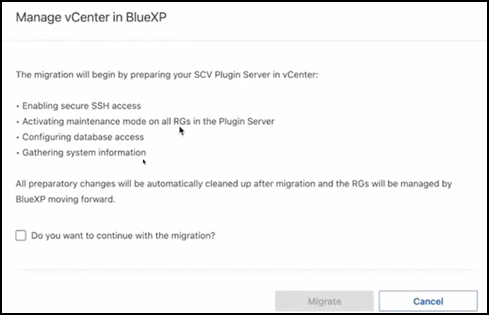 Manage vCenter in BlueXP
The migration will begin by preparing your SCV Plugin Server in vCenter:
• Enabling secure SSH access
• Activating maintenance mode on all RGs in the Plugin Server
• Configuring database access
• Gathering system information
All preparatory changes will be automatically cleaned up after migration and the RGs will be managed by
BlueXP moving forward.
Do you want to continue with the migration?
Migrate
Cancel